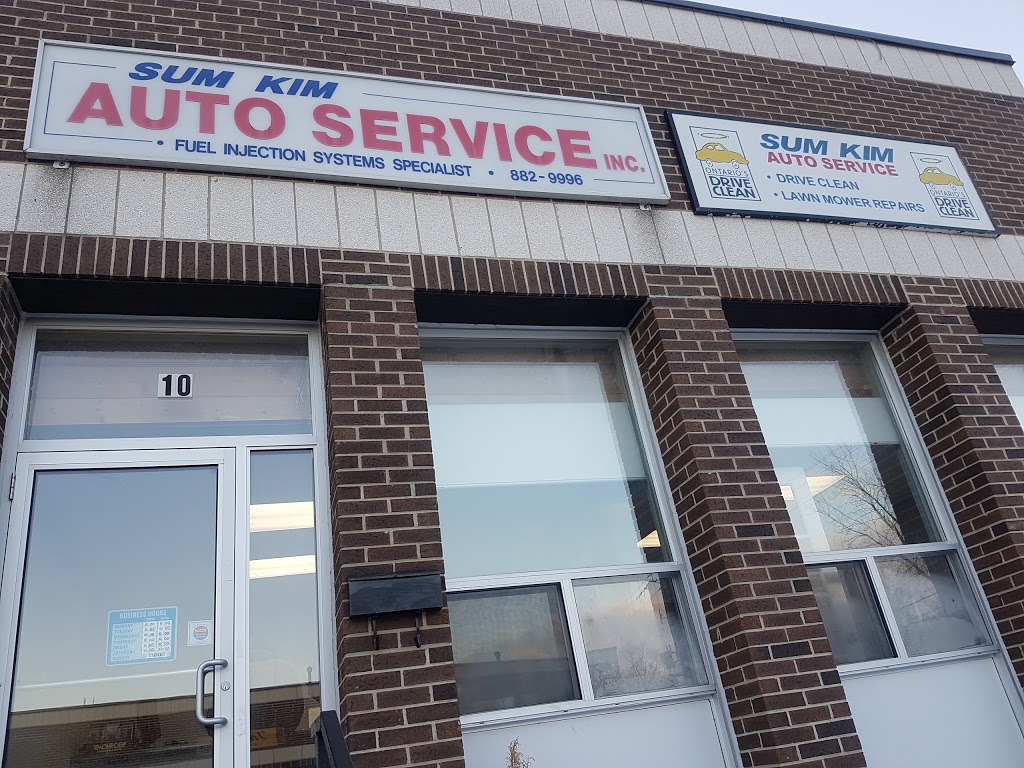 SUM KIM
AUTO SERVICE INC.
• FUEL INJECTION SYSTEMS SPECIALIST • 882-9996
ONTARIO'S
DRIVE
CLEAN
SUM KIM
AUTO SERVICE
• DRIVE CLEAN
• LAWN MOWER REPAIRS
ONTARIO'S
DRIVE
CLEAN
10
BUSINESS HOURS